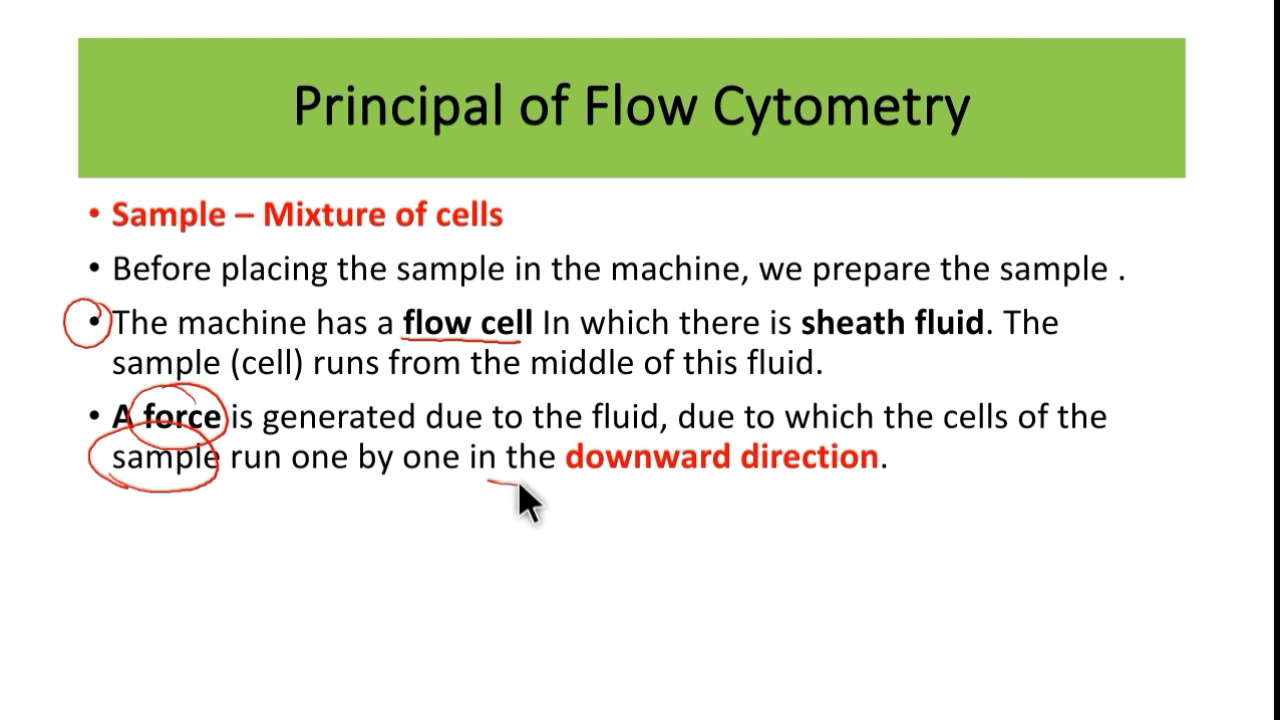 Principal of Flow Cytometry
• Sample – Mixture of cells
• Before placing the sample in the machine, we prepare the sample .
• The machine has a flow cell In which there is sheath fluid. The
sample (cell) runs from the middle of this fluid.
• A force is generated due to the fluid, due to which the cells of the
sample run one by one in the downward direction.